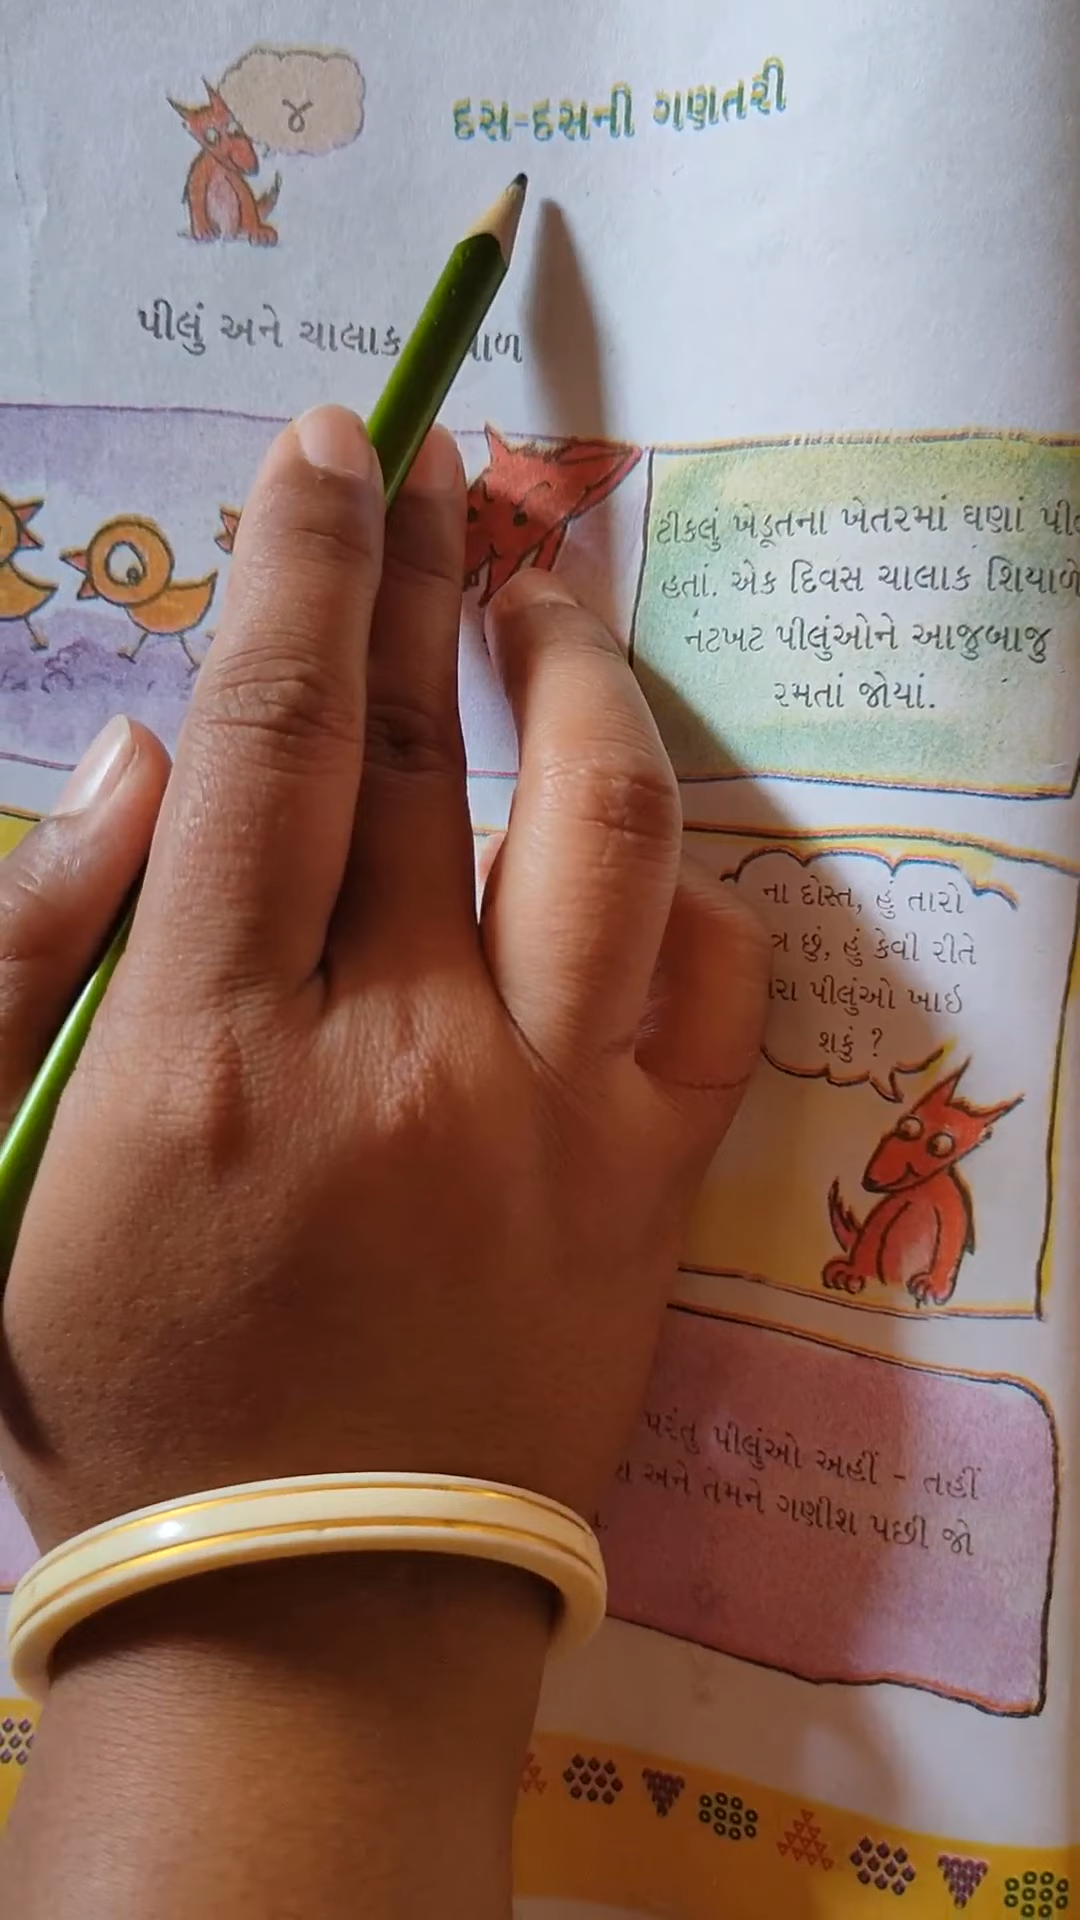 ૪
દસ-દસની ગણતરી
પીલું અને ચાલાક
ટીકલું ખેડૂતના ખેતરમાં ઘણાં
હતાં. એક દિવસ ચાલાક શિયાળે
નટખટ પીલુંઓને આજુબાજુ
રમતાં જોયાં.
ના દોસ્ત, હું તારો
છું, હું કેવી રીતે
પીલુંઓ ખાઇ
શકું ?
પરંતુ પીલુંઓ અહીં - તહીં
અને તેમને ગણીશ પછી જો